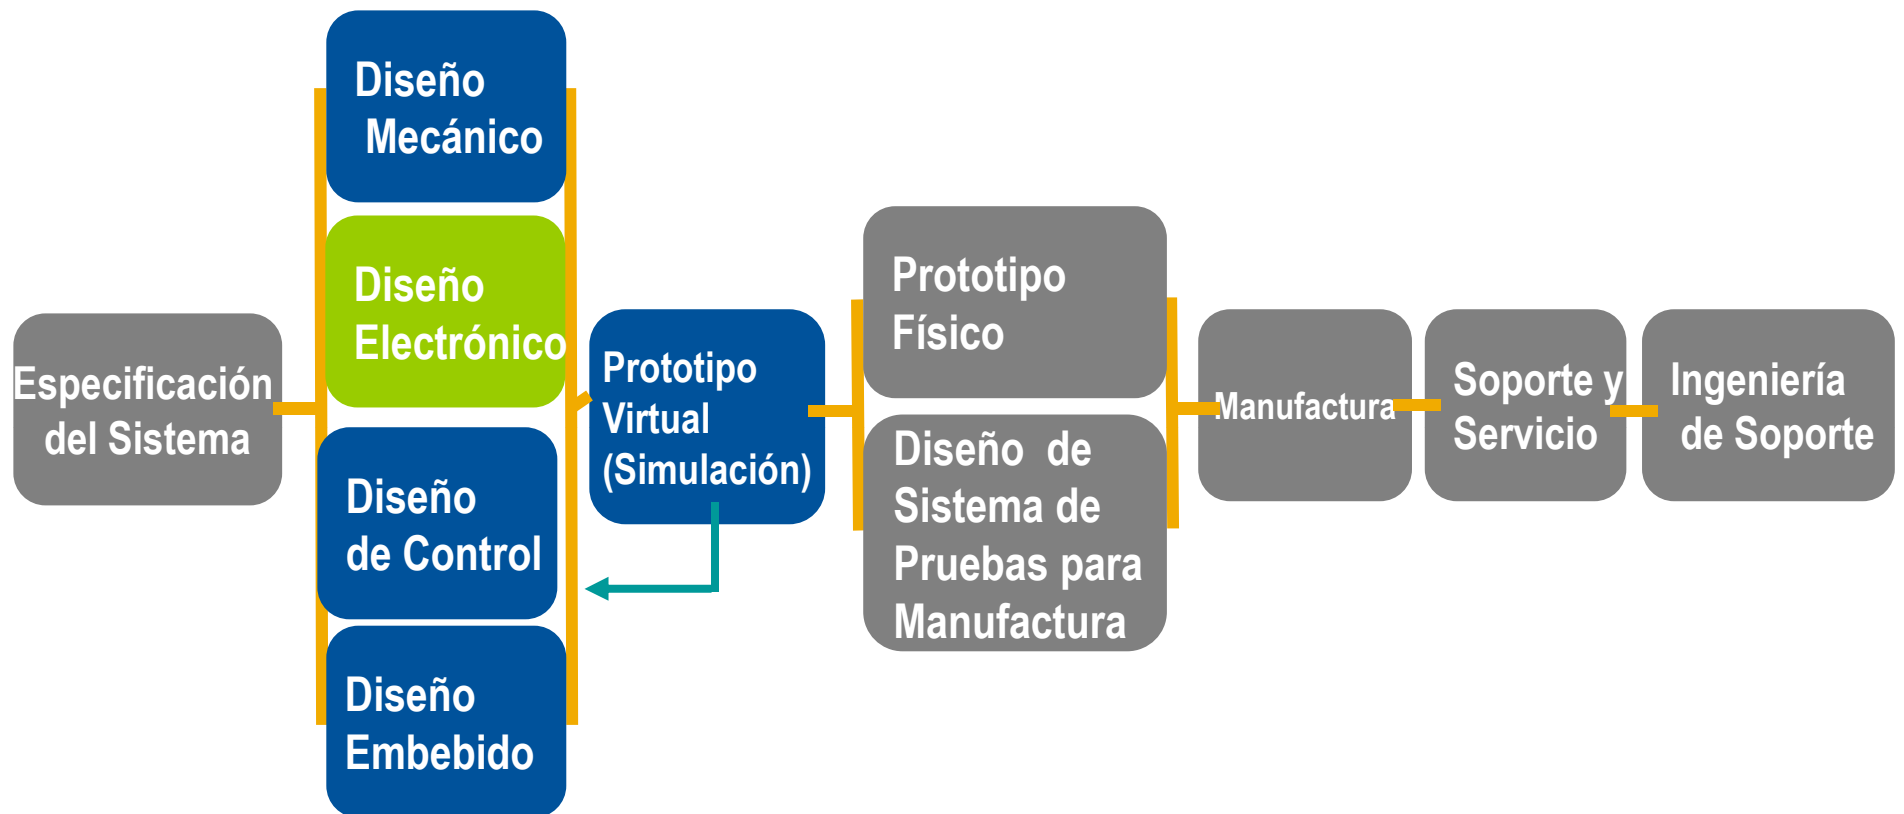 Especificación
del Sistema
Diseño
Mecánico
Diseño
Electrónico
Diseño
de Control
Diseño
Embebido
Prototipo
Virtual
(Simulación)
Prototipo
Físico
Diseño de
Sistema de
Pruebas para
Manufactura
Manufactura
Soporte y
Servicio
Ingeniería
de Soporte